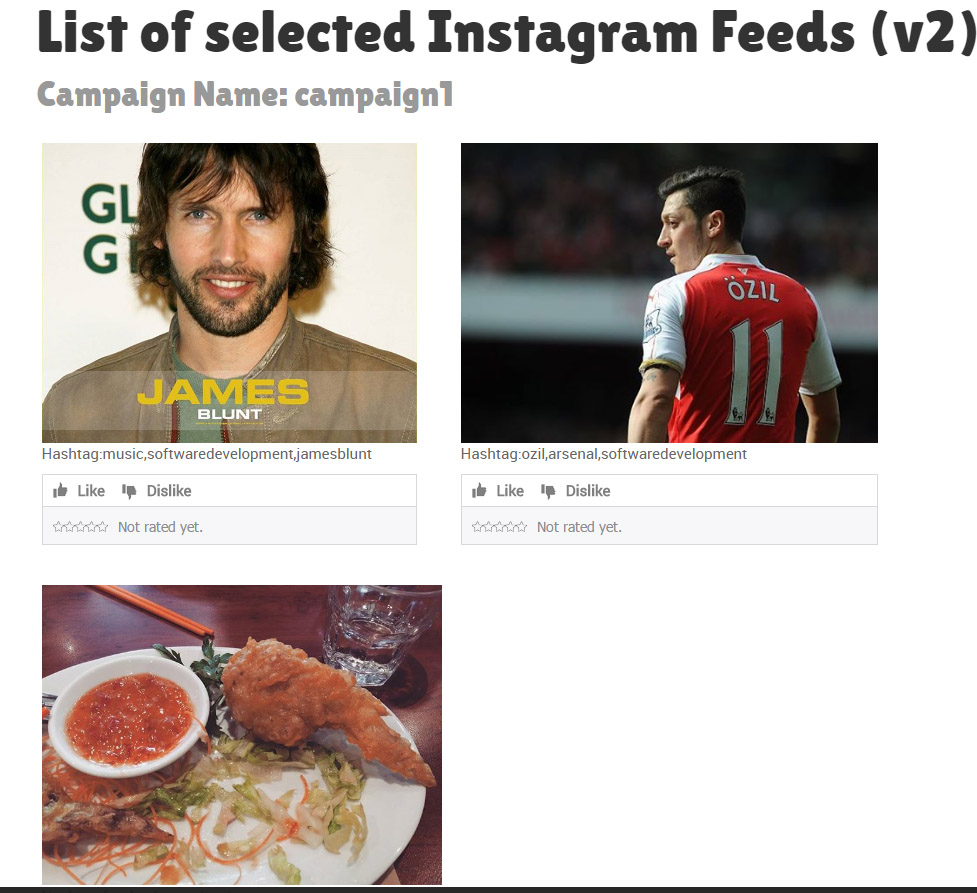 List of selected Instagram Feeds (v2)
Campaign Name: campaign1
GL
G
JAMES
BLUNT
ÖZIL
11
Hashtag:music,softwaredevelopment,jamesblunt
Hashtag:ozil,arsenal,softwaredevelopment
Like Dislike
Like Dislike
Not rated yet.
Not rated yet.